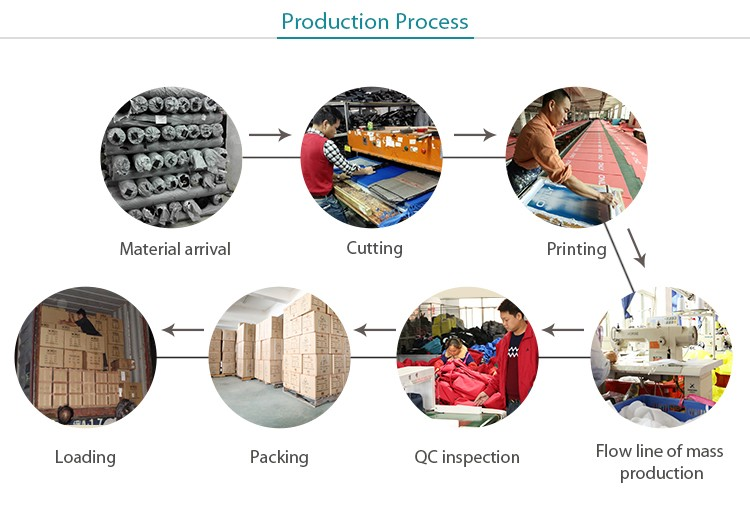 Production Process
Material arrival
Cutting
Printing
Flow line of mass
production
QC inspection
Packing
Loading